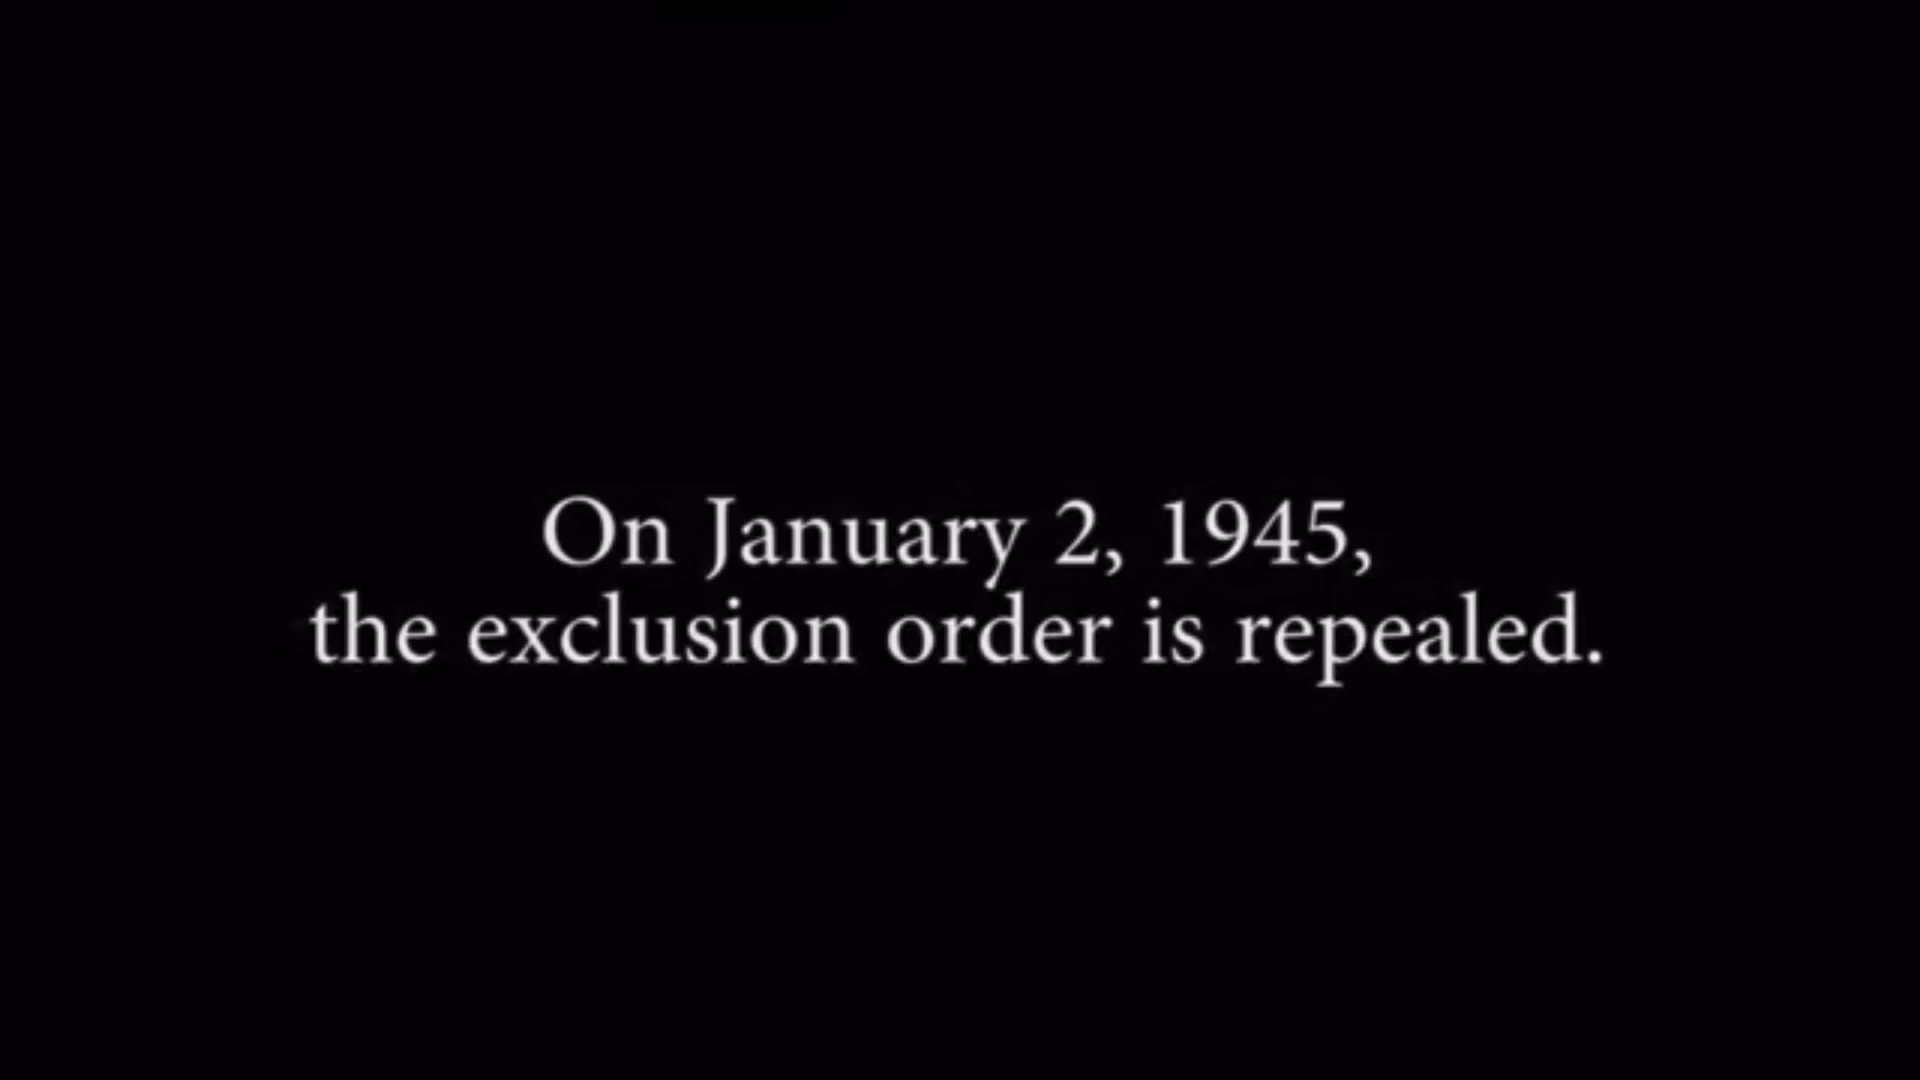 On January 2, 1945,
the exclusion order is repealed.